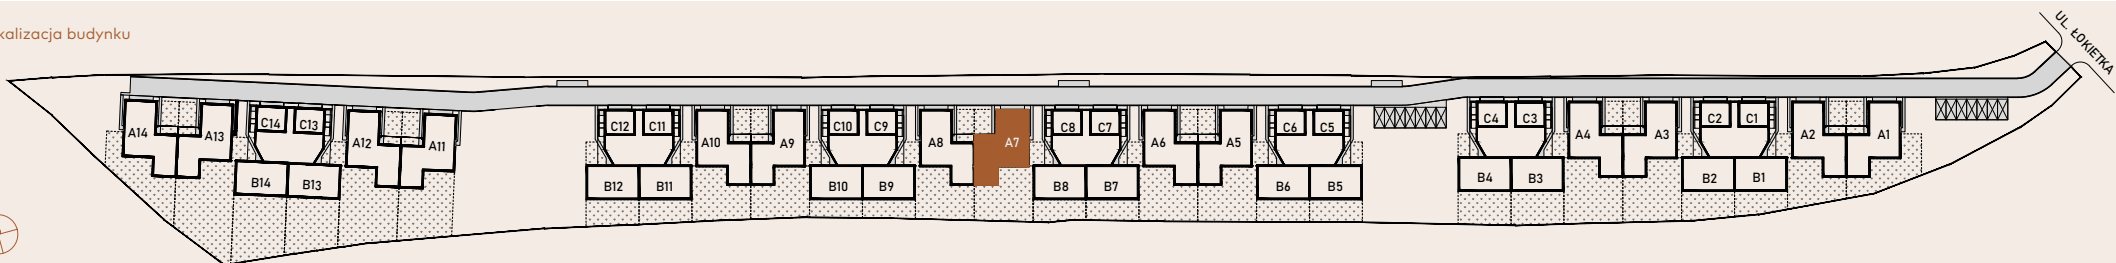 kalizacja budynku
UL. ŁOKIETKA
A14
A13
C14
C13
A12
A11
B14
B13
C12
C11
A10
A9
C10
C9
A8
A7
C8
C7
A6
A5
C6
C5
B12
B11
B10
B9
B8
B7
B6
B5
C4
C3
A4
A3
C2
C1
A2
A1
B4
B3
B2
B1